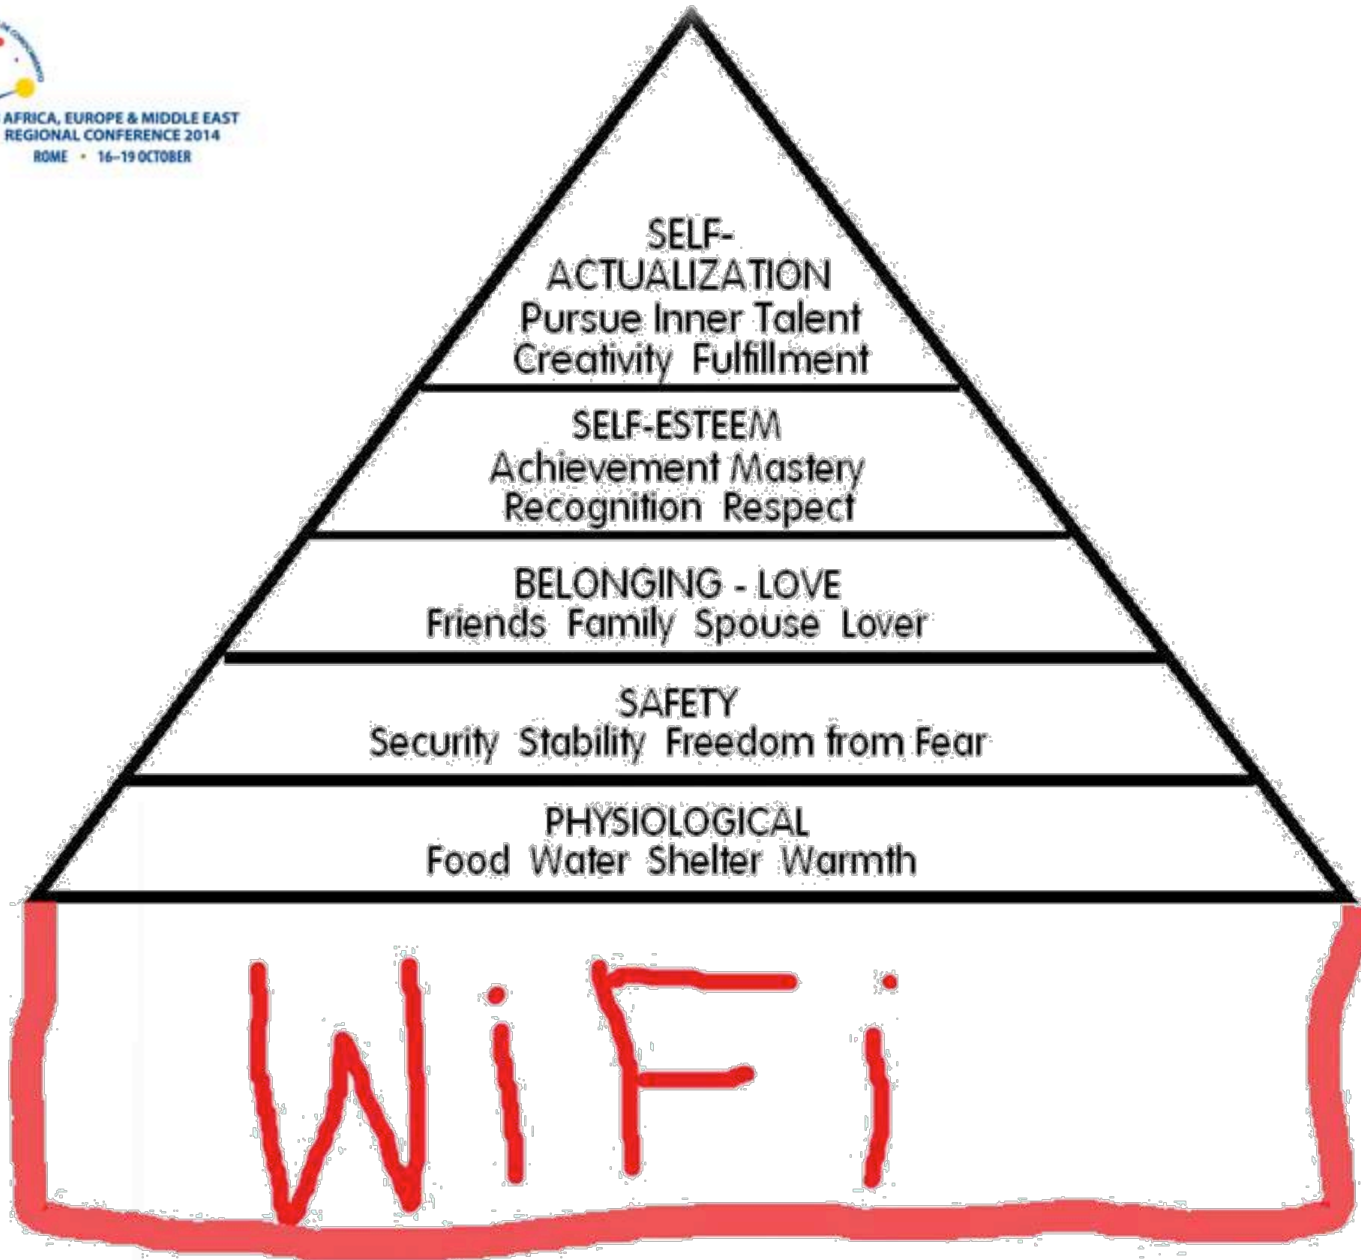 AFRICA, EUROPE & MIDDLE EAST
REGIONAL CONFERENCE 2014
ROME • 16–19 OCTOBER
SELF-
ACTUALIZATION
Pursue Inner Talent
Creativity Fulfillment
SELF-ESTEEM
Achievement Mastery
Recognition Respect
BELONGING - LOVE
Friends Family Spouse Lover
SAFETY
Security Stability Freedom from Fear
PHYSIOLOGICAL
Food Water Shelter Warmth
WiFi